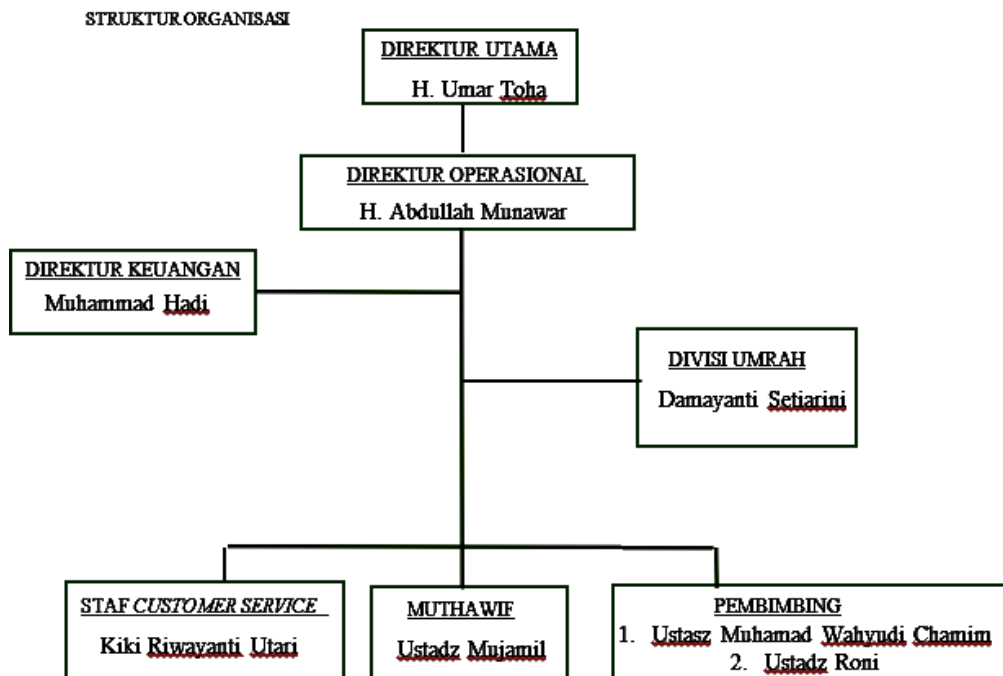 STRUKTUR ORGANISASI
DIREKTUR UTAMA
H. Umar Toha
DIREKTUR OPERASIONAL
H. Abdullah Munawar
DIREKTUR KEUANGAN
Muhammad Hadi
DIVISI UMRAH
Damayanti Setiarini
STAF CUSTOMER SERVICE
Kiki Riwayanti Utari
MUTHAWIF
Ustadz Mujamil
PEMBIMBING
1. Ustasz Muhamad Wahyudi Chamim
2. Ustadz Roni